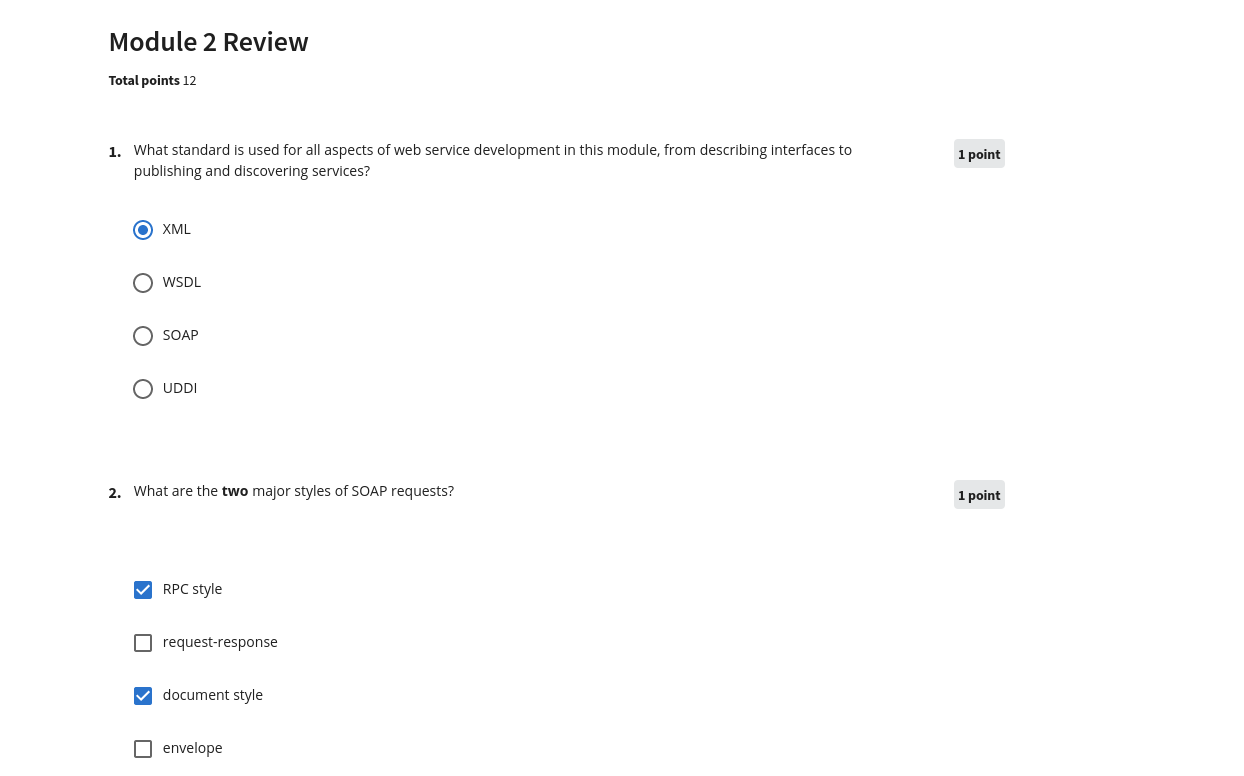 Module 2 Review
Total points 12
1. What standard is used for all aspects of web service development in this module, from describing interfaces to
publishing and discovering services?
1 point
XML
WSDL
SOAP
UDDI
2. What are the two major styles of SOAP requests?
1 point
RPC style
request-response
document style
envelope